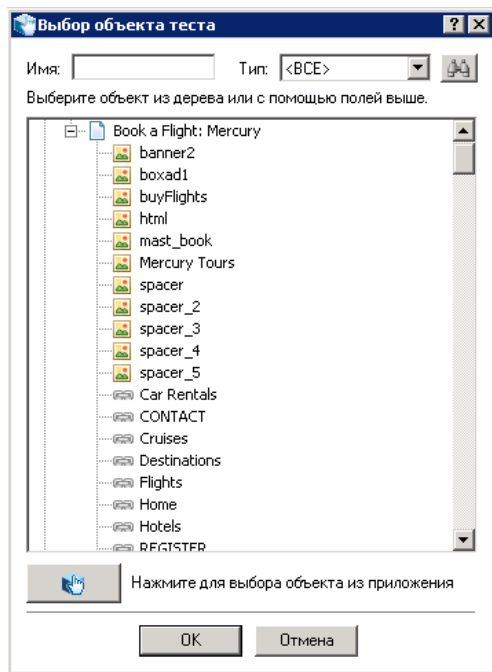 Выбор объекта теста
Имя: Тип: <ВСЕ>
Выберите объект из дерева или с помощью полей выше.
Book a Flight: Mercury
banner2
boxad1
buyFlights
html
mast_book
Mercury Tours
spacer
spacer_2
spacer_3
spacer_4
spacer_5
Car Rentals
CONTACT
Cruises
Destinations
Flights
Home
Hotels
REGISTER
Нажмите для выбора объекта из приложения
OK Отмена